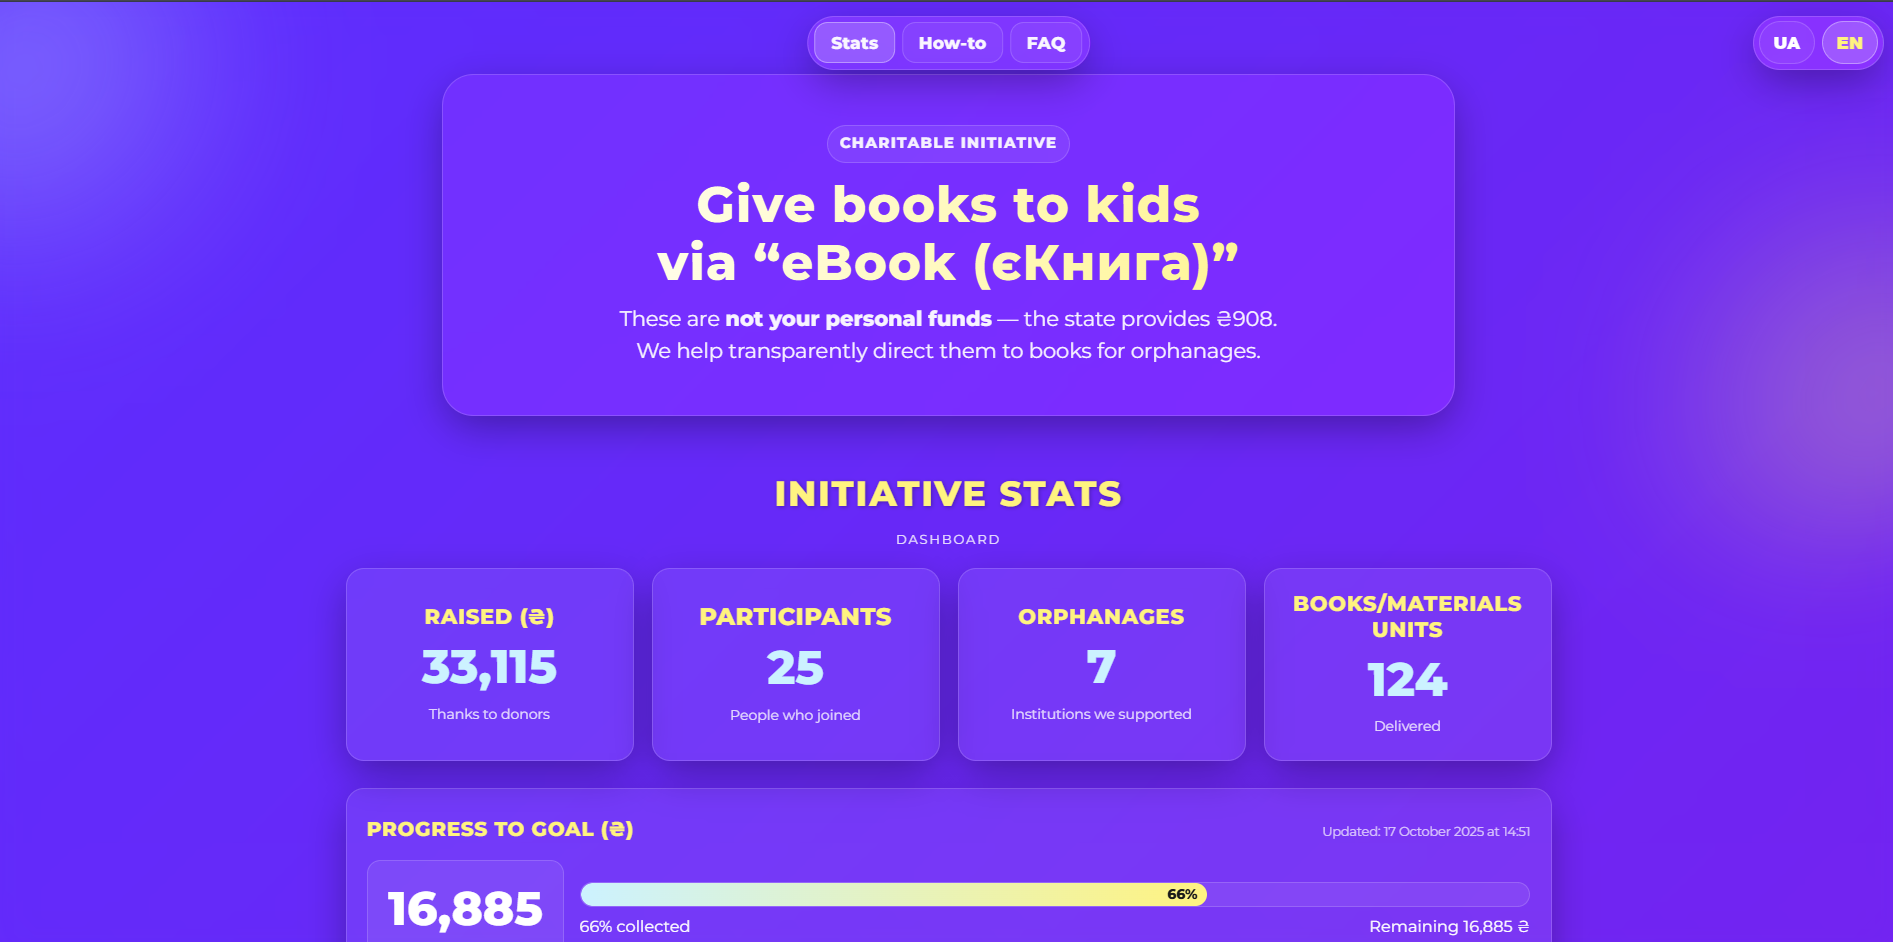 Stats
How-to
FAQ
UA
EN
CHARITABLE INITIATIVE
Give books to kids
via “eBook (єКнига)”
These are not your personal funds — the state provides ₴908.
We help transparently direct them to books for orphanages.
INITIATIVE STATS
DASHBOARD
RAISED (₴)
33,115
Thanks to donors
PARTICIPANTS
25
People who joined
ORPHANAGES
7
Institutions we supported
BOOKS/MATERIALS
UNITS
124
Delivered
PROGRESS TO GOAL (₴)
Updated: 17 October 2025 at 14:51
16,885
66%
66% collected
Remaining 16,885 ₴